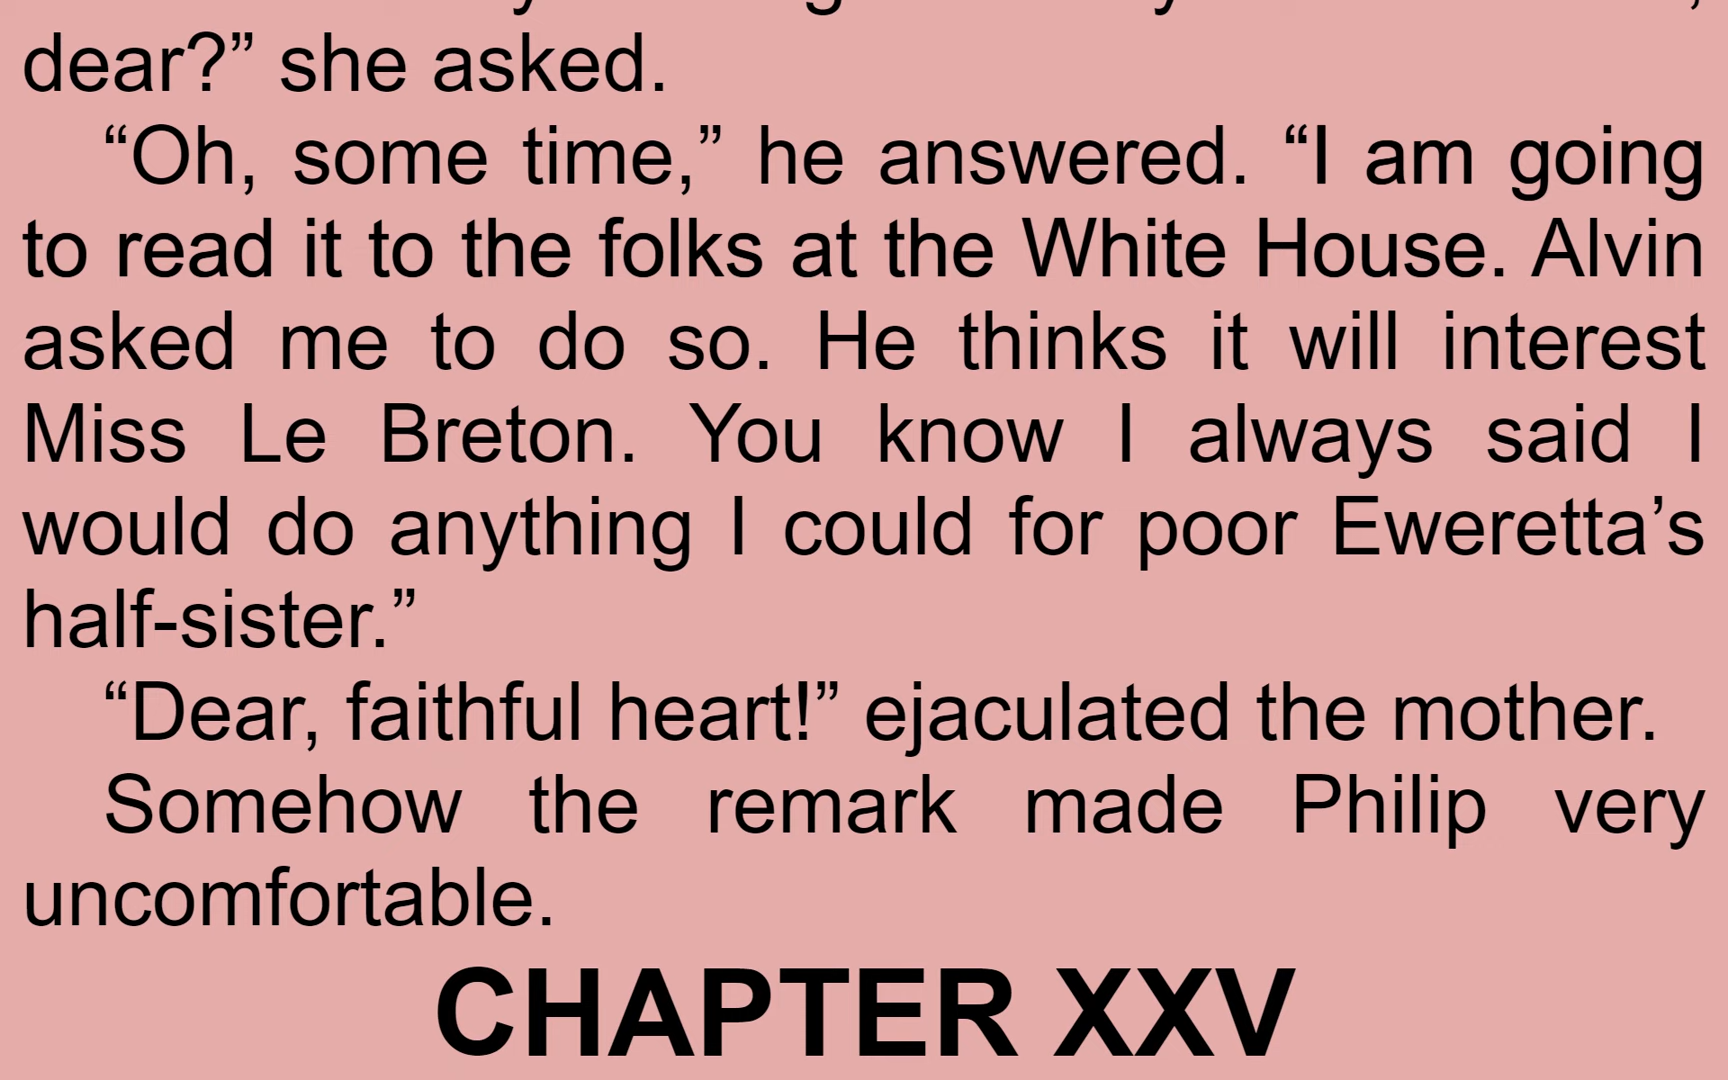 dear?” she asked.
“Oh, some time,” he answered. “I am going
to read it to the folks at the White House. Alvin
asked me to do so. He thinks it will interest
Miss Le Breton. You know I always said I
would do anything I could for poor Eweretta’s
half-sister.”
“Dear, faithful heart!” ejaculated the mother.
Somehow the remark made Philip very
uncomfortable.
CHAPTER XXV